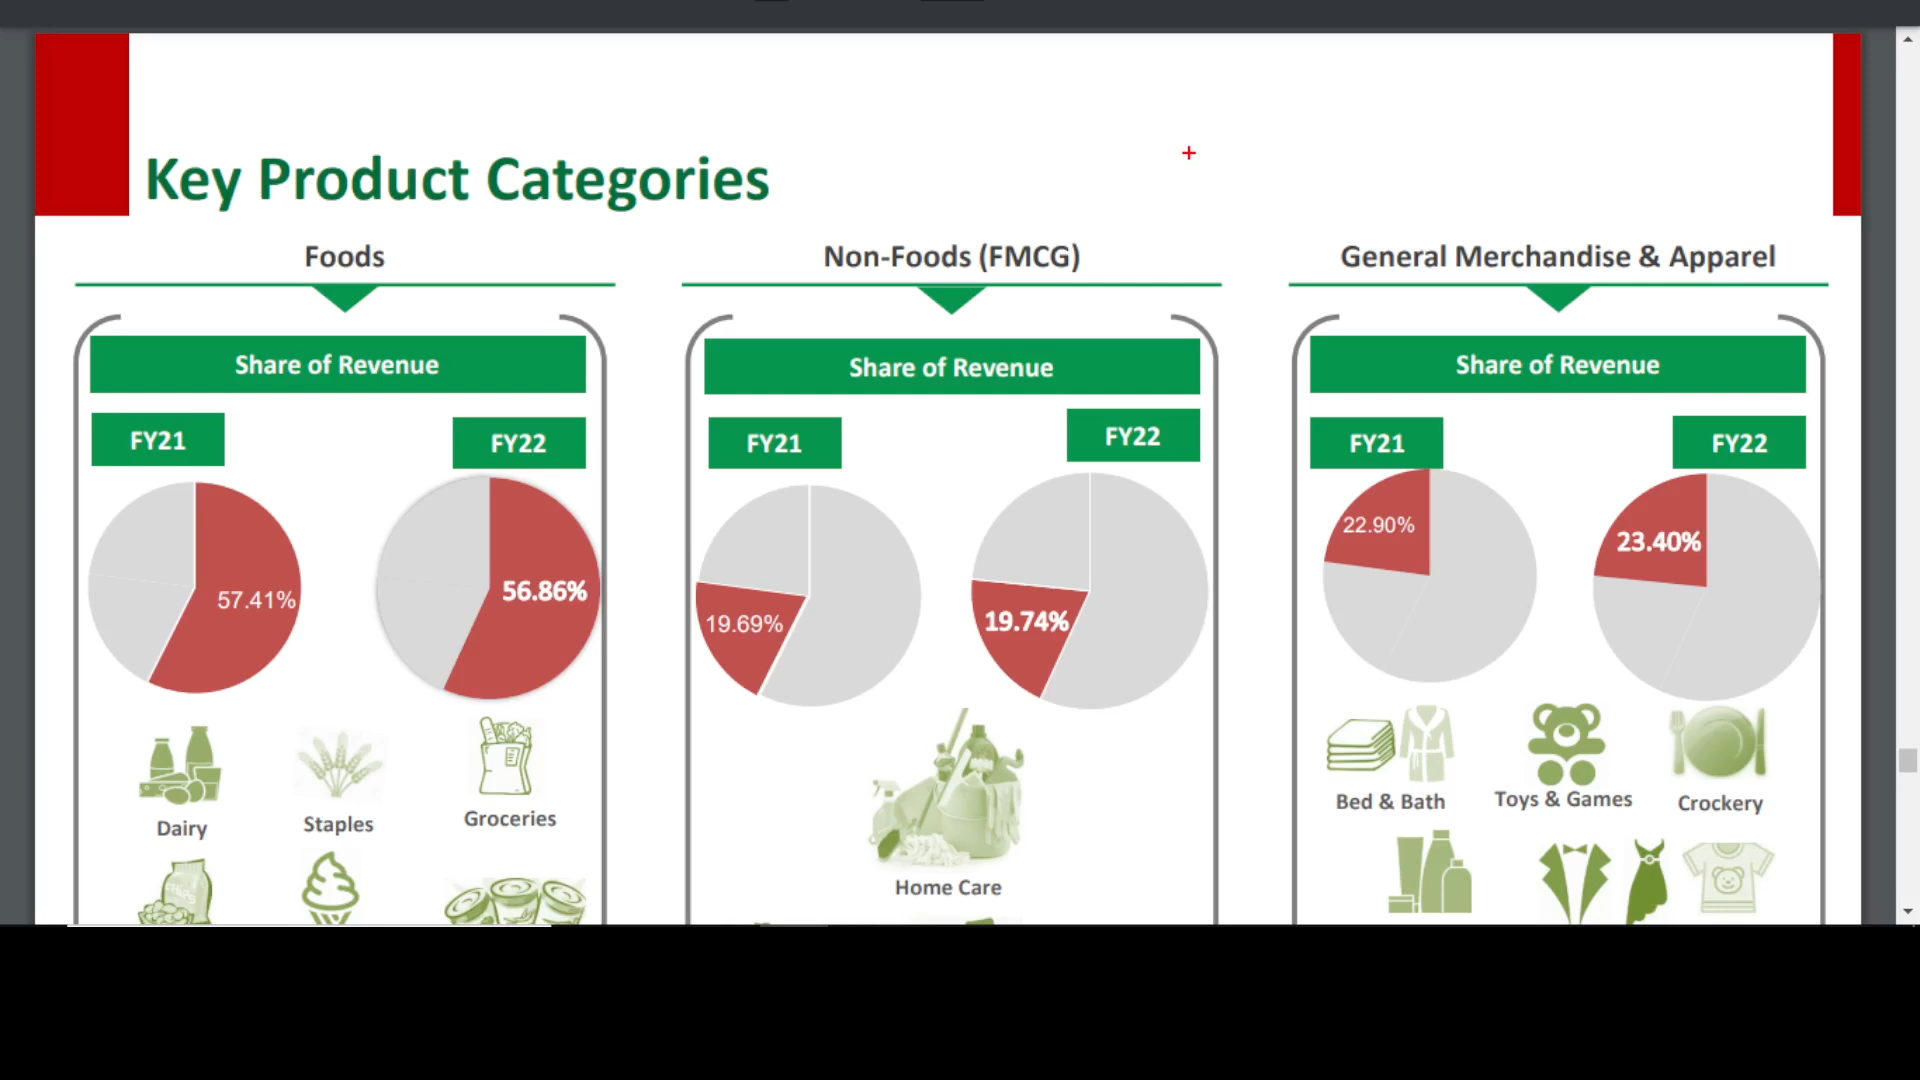 Key Product Categories
Foods
Share of Revenue
FY21
FY22
57.41%
56.86%
Dairy
Staples
Groceries
Non-Foods (FMCG)
Share of Revenue
FY21
FY22
19.69%
19.74%
Home Care
General Merchandise & Apparel
Share of Revenue
FY21
FY22
22.90%
23.40%
Bed & Bath
Toys & Games
Crockery